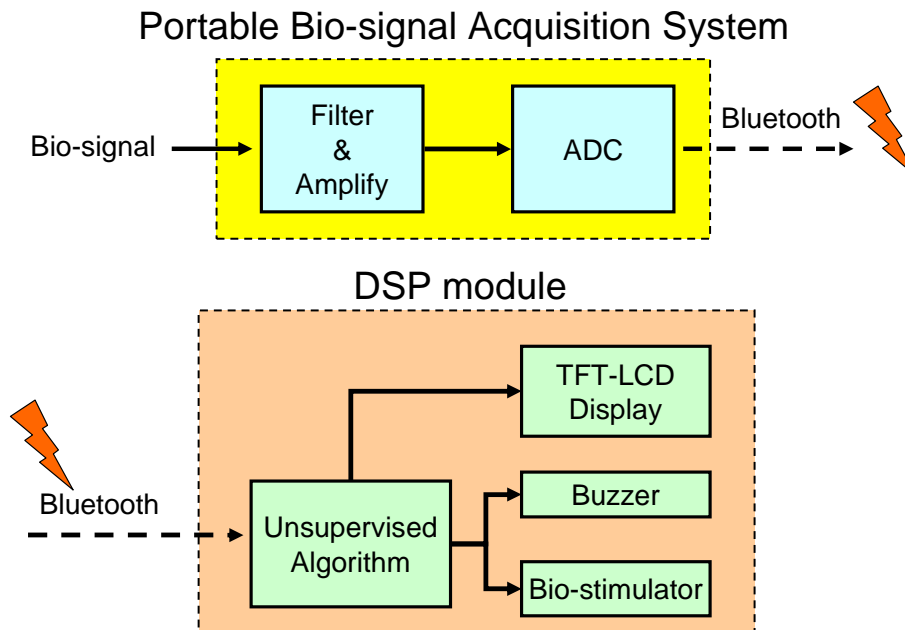 Portable Bio-signal Acquisition System
Bio-signal
Filter
&
Amplify
ADC
Bluetooth
DSP module
Bluetooth
Unsupervised
Algorithm
TFT-LCD
Display
Buzzer
Bio-stimulator